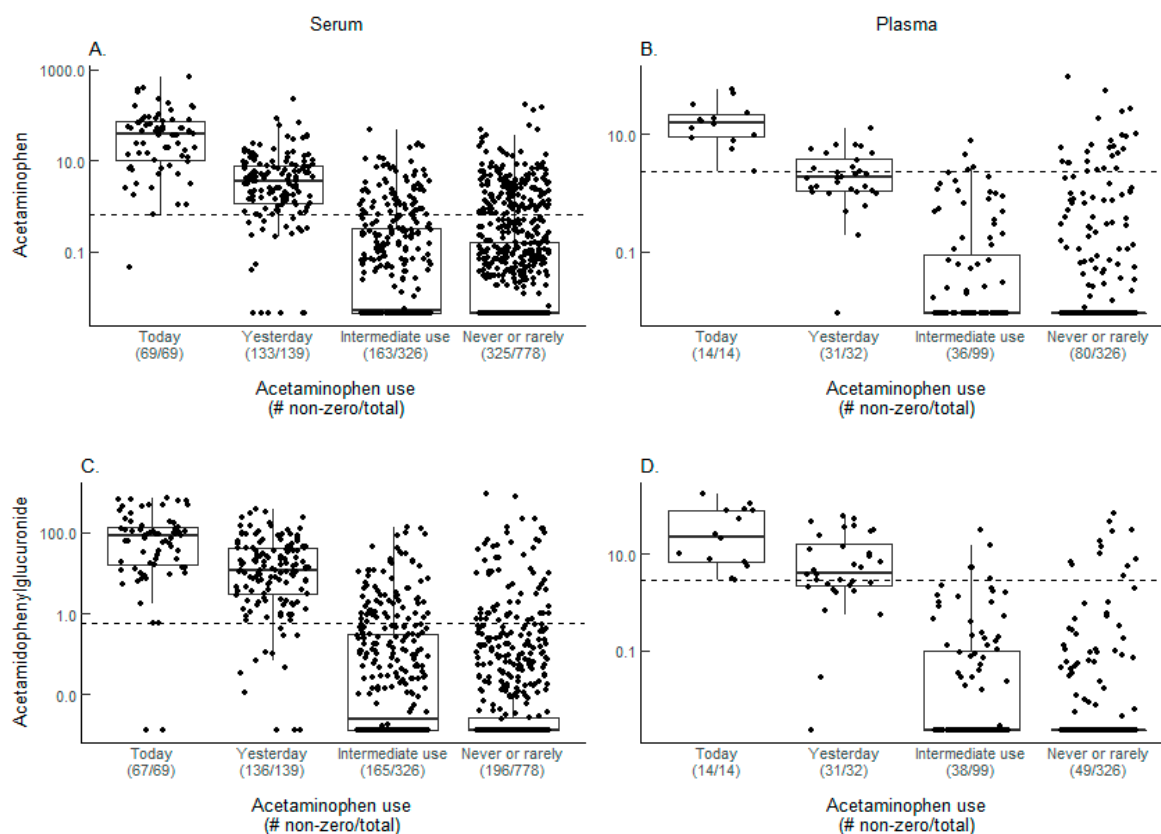 Serum
Plasma
A.
B.
Acetaminophen
1000.0
10.0
0.1
10.0
0.1
Today
Yesterday
Intermediate use
Never or rarely
(69/69)
(133/139)
(163/326)
(325/778)
Today
Yesterday
Intermediate use
Never or rarely
(14/14)
(31/32)
(36/99)
(80/326)
Acetaminophen use
(# non-zero/total)
Acetaminophen use
(# non-zero/total)
C.
D.
Acetamidophenylglucuronide
100.0
1.0
0.0
10.0
0.1
Today
Yesterday
Intermediate use
Never or rarely
(67/69)
(136/139)
(165/326)
(196/778)
Today
Yesterday
Intermediate use
Never or rarely
(14/14)
(31/32)
(38/99)
(49/326)
Acetaminophen use
(# non-zero/total)
Acetaminophen use
(# non-zero/total)